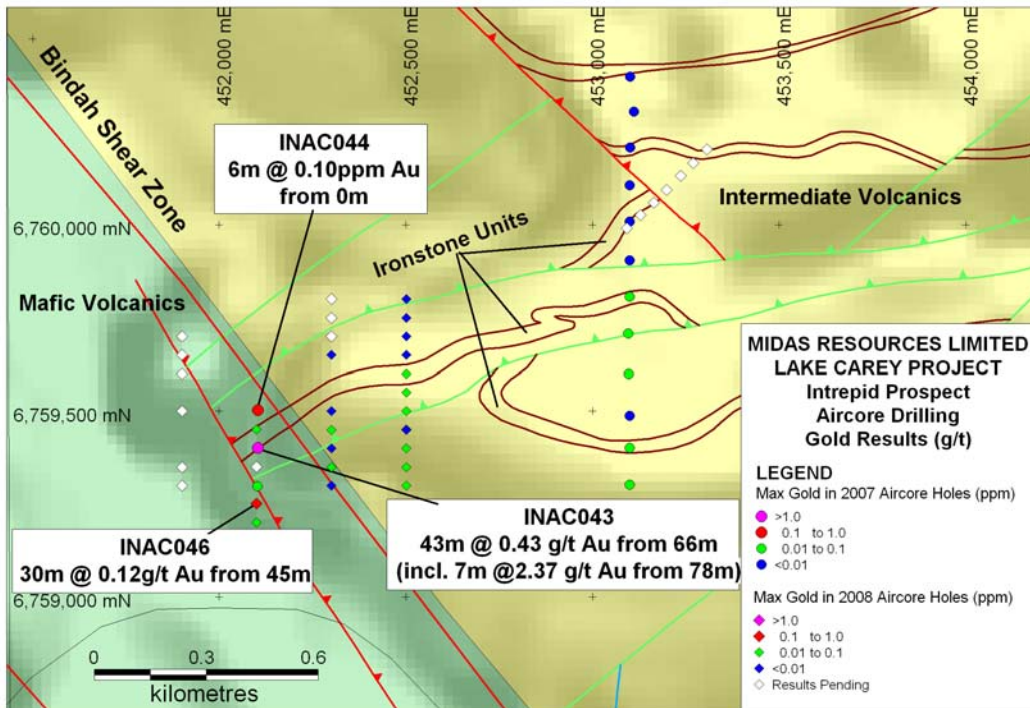 452,000 mE
452,500 mE
453,000 mE
453,500 mE
454,000 mE
Bindah Shear Zone
INAC044
6m @ 0.10ppm Au
from 0m
Intermediate Volcanics
6,760,000 mN
Ironstone Units
Mafic Volcanics
6,759,500 mN
MIDAS RESOURCES LIMITED
LAKE CAREY PROJECT
Intrepid Prospect
Aircore Drilling
Gold Results (g/t)
LEGEND
Max Gold in 2007 Aircore Holes (ppm)
>1.0
0.1 to 1.0
0.01 to 0.1
<0.01
Max Gold in 2008 Aircore Holes (ppm)
>1.0
0.1 to 1.0
0.01 to 0.1
<0.01
Results Pending
INAC043
43m @ 0.43 g/t Au from 66m
(incl. 7m @2.37 g/t Au from 78m)
INAC046
30m @ 0.12g/t Au from 45m
6,759,000 mN
0 0.3 0.6
kilometres